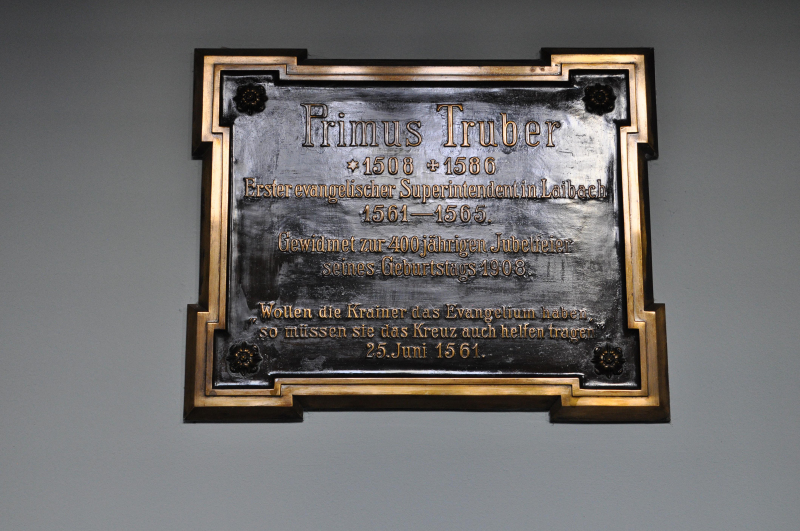 Primus Truber
*1508 +1586
Erster evangelischer Superintendent in Laibach
1561—1565.
Gewidmet zur 400jährigen Jubelfeier
seines Geburtstags 1908.
„Wollen die Krainer das Evangelium haben,
so müssen sie das Kreuz auch helfen tragen."
25. Juni 1561.